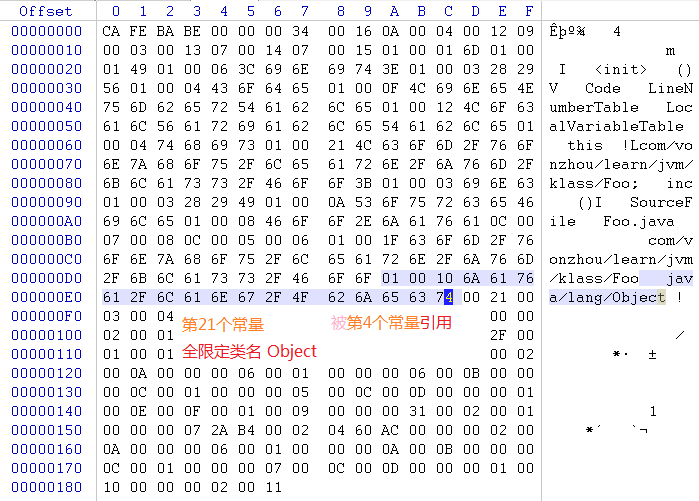 Offset 0 1 2 3 4 5 6 7 8 9 A B C D E F
00000000 CA FE BA BE 00 00 00 34 00 16 0A 00 04 00 12 09 Êþº¾ 4
00000010 00 03 00 13 07 00 14 07 00 15 01 00 01 6D 01 00 m
00000020 01 49 01 00 06 3C 69 6E 69 74 3E 01 00 03 28 29 I <init> ()
00000030 56 01 00 04 43 6F 64 65 01 00 0F 4C 69 6E 65 4E V Code LineN
00000040 75 6D 62 65 72 54 61 62 6C 65 01 00 12 4C 6F 63 umberTable Loc
00000050 61 6C 56 61 72 69 61 62 6C 65 54 61 62 6C 65 01 alVariableTable
00000060 00 04 74 68 69 73 01 00 21 4C 63 6F 6D 2F 76 6F this !Lcom/vo
00000070 6E 7A 68 6F 75 2F 6C 65 61 72 6E 2F 6A 76 6D 2F nzhou/learn/jvm/
00000080 6B 6C 61 73 73 2F 46 6F 6F 3B 01 00 03 69 6E 63 klass/Foo; inc
00000090 01 00 03 28 29 49 01 00 0A 53 6F 75 72 63 65 46 ()I SourceF
000000A0 69 6C 65 01 00 08 46 6F 6F 2E 6A 61 76 61 0C 00 ile Foo.java
000000B0 07 00 08 0C 00 05 00 06 01 00 1F 63 6F 6D 2F 76 com/v
000000C0 6F 6E 7A 68 6F 75 2F 6C 65 61 72 6E 2F 6A 76 6D onzhou/learn/jvm
000000D0 2F 6B 6C 61 73 73 2F 46 6F 6F 01 00 10 6A 61 76 /klass/Foo jav
000000E0 61 2F 6C 61 6E 67 2F 4F 62 6A 65 63 74 00 21 00 a/lang/Object !
000000F0 03 00 04 00 00
第21个常量 被第4个常量引用
00000100 02 00 01 2F 00 /
全限定类名 Object
00000110 01 00 01 00 02 *· ±
00000120 00 0A 00 00 00 06 00 01 00 00 00 06 00 0B 00 00
00000130 00 0C 00 01 00 00 00 05 00 0C 00 0D 00 00 00 01
00000140 00 0E 00 0F 00 01 00 09 00 00 00 31 00 02 00 01 1
00000150 00 00 00 07 2A B4 00 02 04 60 AC 00 00 00 02 00 *´ `¬
00000160 0A 00 00 00 06 00 01 00 00 00 0A 00 0B 00 00 00
00000170 0C 00 01 00 00 00 07 00 0C 00 0D 00 00 00 01 00
00000180 10 00 00 00 02 00 11